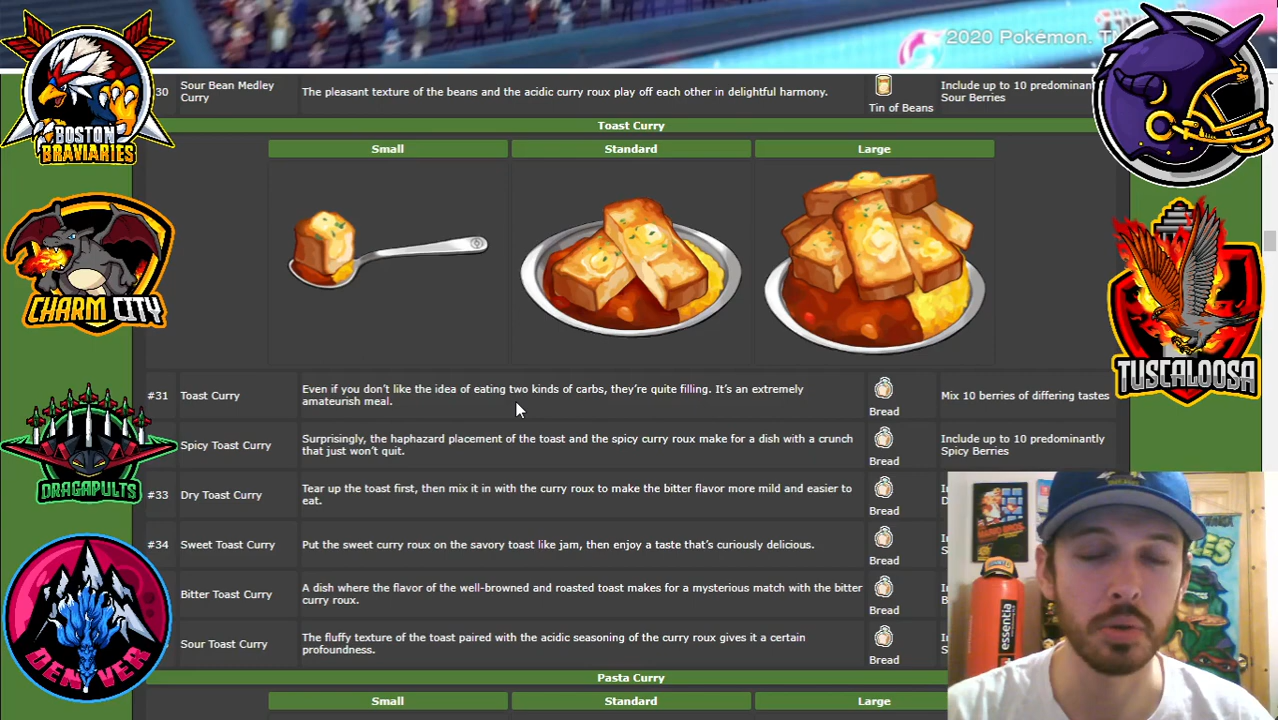 2020 Pokémon. T
30 Sour Bean Medley Curry
The pleasant texture of the beans and the acidic curry roux play off each other in delightful harmony.
Tin of Beans
Include up to 10 predominant
Sour Berries
Toast Curry
Small Standard Large
#31 Toast Curry
Even if you don't like the idea of eating two kinds of carbs, they're quite filling. It's an extremely
amateurish meal.
Bread
Mix 10 berries of differing tastes
Spicy Toast Curry
Surprisingly, the haphazard placement of the toast and the spicy curry roux make for a dish with a crunch
that just won't quit.
Bread
Include up to 10 predominantly
Spicy Berries
#33 Dry Toast Curry
Tear up the toast first, then mix it in with the curry roux to make the bitter flavor more mild and easier to
eat.
Bread
#34 Sweet Toast Curry
Put the sweet curry roux on the savory toast like jam, then enjoy a taste that's curiously delicious.
Bread
Bitter Toast Curry
A dish where the flavor of the well-browned and roasted toast makes for a mysterious match with the bitter
curry roux.
Bread
Sour Toast Curry
The fluffy texture of the toast paired with the acidic seasoning of the curry roux gives it a certain
profoundness.
Bread
Pasta Curry
Small Standard Large
BOSTON
BRAVIARIES
CHARM CITY
DRAGAPULTS
DENVER
TUSCALOOSA
essentia